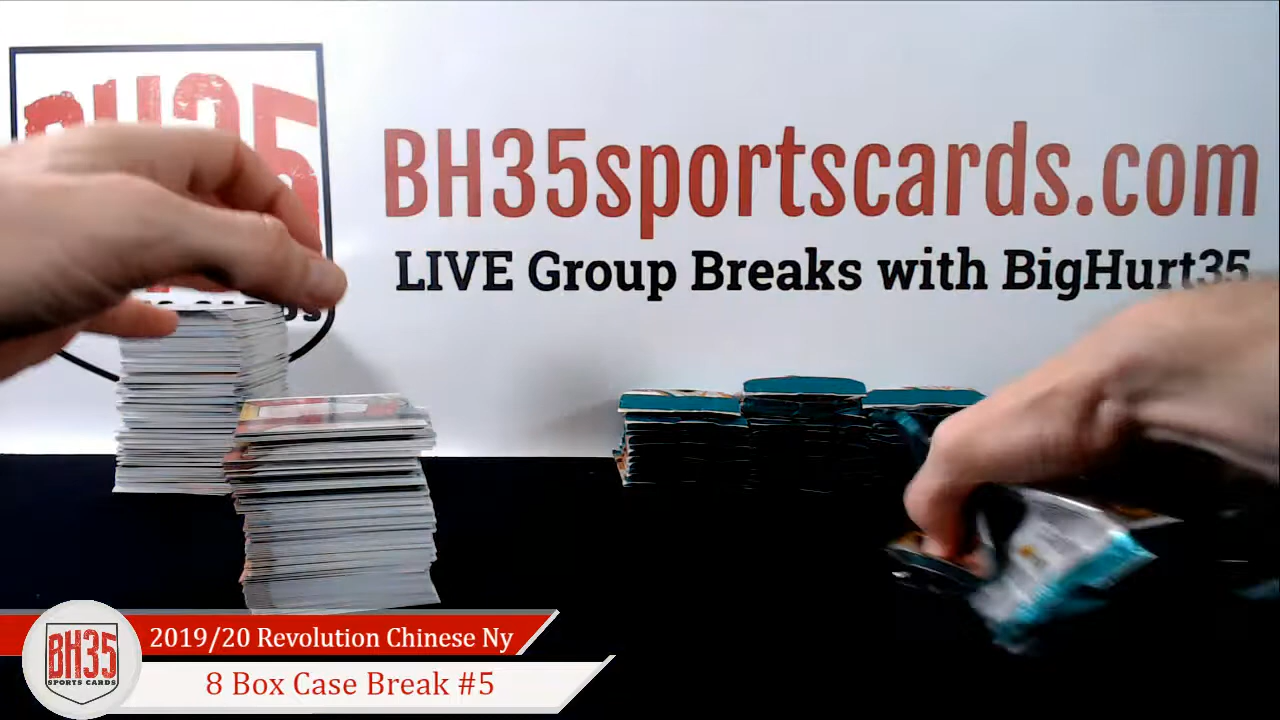 BH35
BH35sportscards.com
LIVE Group Breaks with BigHurt35
2019/20 Revolution Chinese Ny
8 Box Case Break #5
BH35
SPORTS CARDS